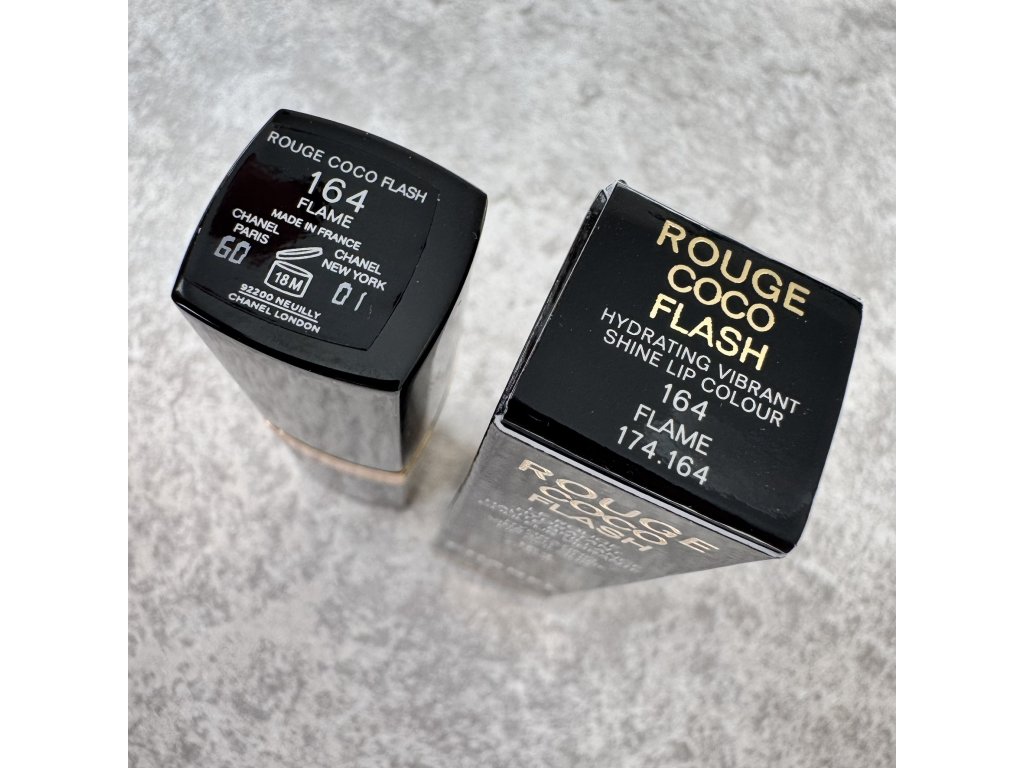 ROUGE COCO FLASH
164
FLAME
MADE IN FRANCE
CHANEL
PARIS
CHANEL
NEW YORK
60
18M
01
92200 NEUILLY
CHANEL LONDON
ROUGE
COCO
FLASH
HYDRATING VIBRANT
SHINE LIP COLOUR
164
FLAME
174.164
ROUGE
COCO
FLASH